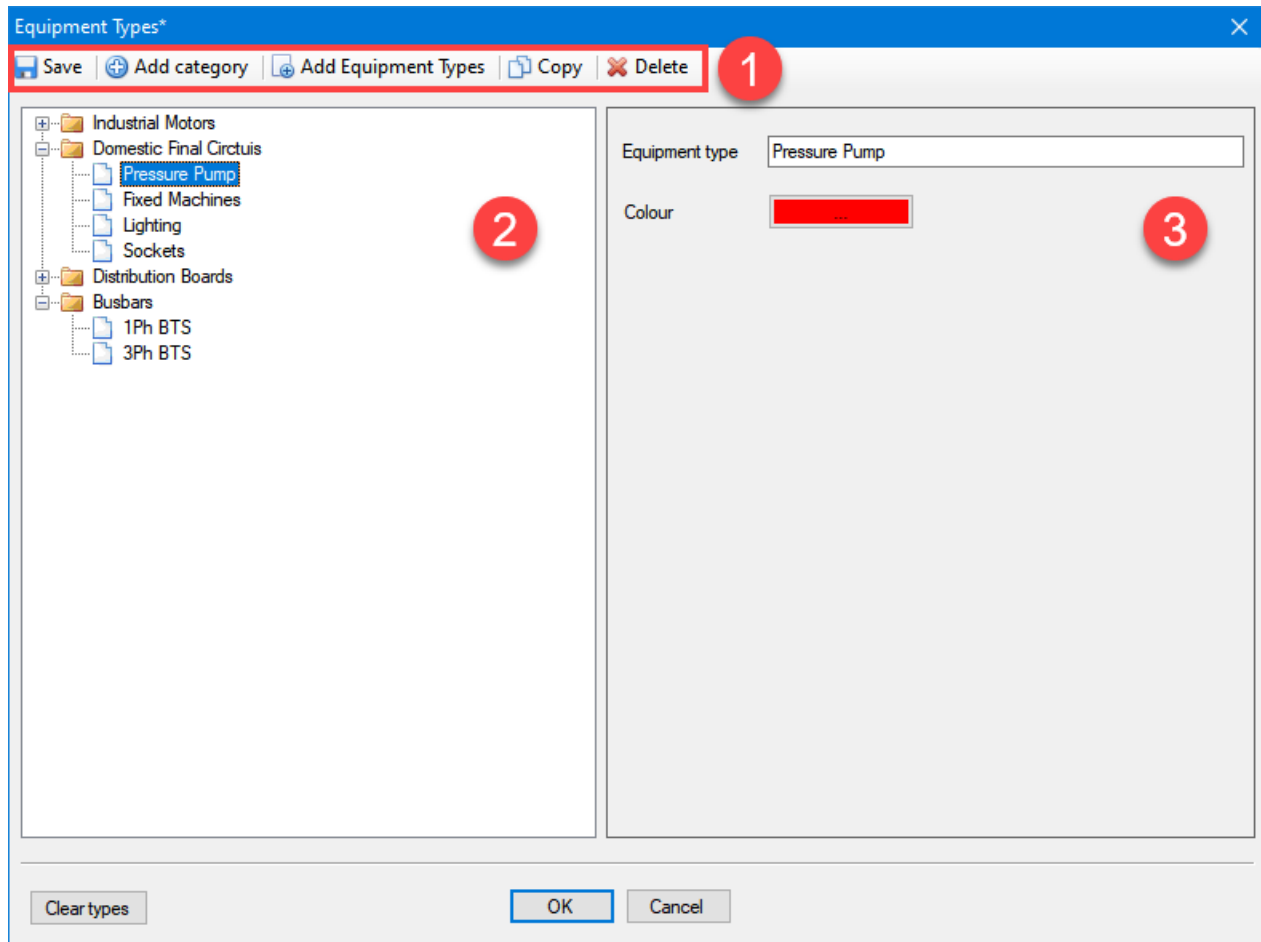 Equipment Types*
Save Add category Add Equipment Types Copy Delete
1
Industrial Motors
Domestic Final Circtuis
Pressure Pump
Fixed Machines
Lighting
Sockets
Distribution Boards
Busbars
1Ph BTS
3Ph BTS
2
Equipment type Pressure Pump
Colour ...
3
Clear types OK Cancel